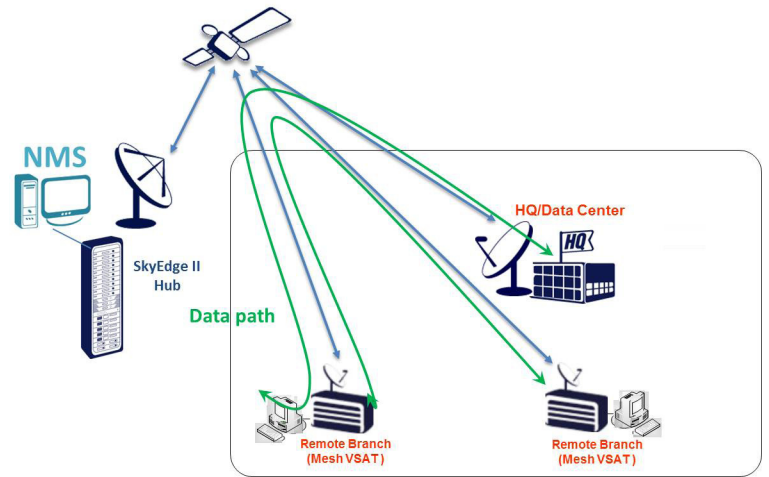 NMS
HQ/Data Center
HQ
SkyEdge II
Hub
Data path
Remote Branch
(Mesh VSAT)
Remote Branch
(Mesh VSAT)